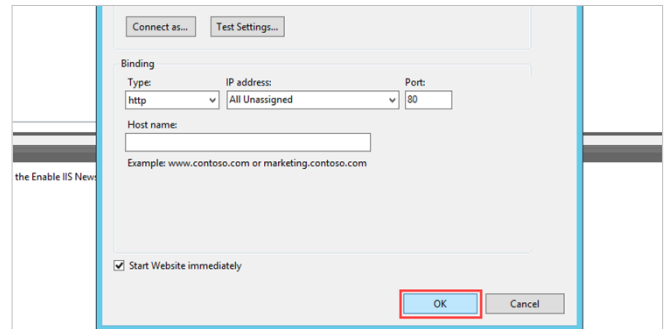 Connect as... Test Settings...
Binding
Type: IP address: Port:
http All Unassigned 80
Host name:
Example: www.contoso.com or marketing.contoso.com
the Enable IIS News
Start Website immediately
OK Cancel